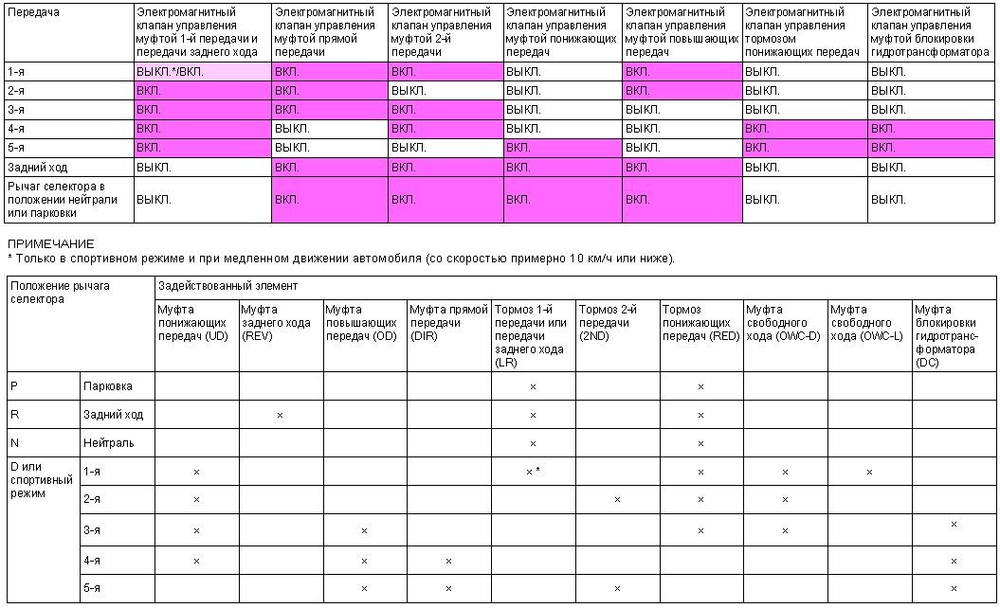 Передача
Электромагнитный клапан управления муфтой 1-й передачи и передачи заднего хода
Электромагнитный клапан управления муфтой прямой передачи
Электромагнитный клапан управления муфтой 2-й передачи
Электромагнитный клапан управления муфтой понижающих передач
Электромагнитный клапан управления муфтой повышающих передач
Электромагнитный клапан управления тормозом понижающих передач
Электромагнитный клапан управления муфтой блокировки гидротрансформатора
1-я ВЫКЛ.*/ВКЛ. ВКЛ. ВКЛ. ВЫКЛ. ВКЛ. ВЫКЛ. ВЫКЛ.
2-я ВКЛ. ВКЛ. ВЫКЛ. ВЫКЛ. ВКЛ. ВЫКЛ. ВЫКЛ.
3-я ВКЛ. ВКЛ. ВКЛ. ВЫКЛ. ВЫКЛ. ВЫКЛ. ВЫКЛ.
4-я ВКЛ. ВЫКЛ. ВКЛ. ВЫКЛ. ВЫКЛ. ВКЛ. ВКЛ.
5-я ВКЛ. ВЫКЛ. ВЫКЛ. ВКЛ. ВЫКЛ. ВКЛ. ВКЛ.
Задний ход ВЫКЛ. ВКЛ. ВКЛ. ВКЛ. ВКЛ. ВЫКЛ. ВЫКЛ.
Рычаг селектора в положении нейтрали или парковки ВЫКЛ. ВКЛ. ВКЛ. ВКЛ. ВКЛ. ВЫКЛ. ВЫКЛ.
ПРИМЕЧАНИЕ
* Только в спортивном режиме и при медленном движении автомобиля (со скоростью примерно 10 км/ч или ниже).
Положение рычага селектора
Задействованный элемент
Муфта понижающих передач (UD)
Муфта заднего хода (REV)
Муфта повышающих передач (OD)
Муфта прямой передачи (DIR)
Тормоз 1-й передачи или передачи заднего хода (LR)
Тормоз 2-й передачи (2ND)
Тормоз понижающих передач (RED)
Муфта свободного хода (OWC-D)
Муфта свободного хода (OWC-L)
Муфта блокировки гидротранс-форматора (DC)
P Парковка × ×
R Задний ход × × ×
N Нейтраль × ×
D или спортивный режим
1-я × ×* × × ×
2-я × × × ×
3-я × × × × ×
4-я × × × ×
5-я × × × ×